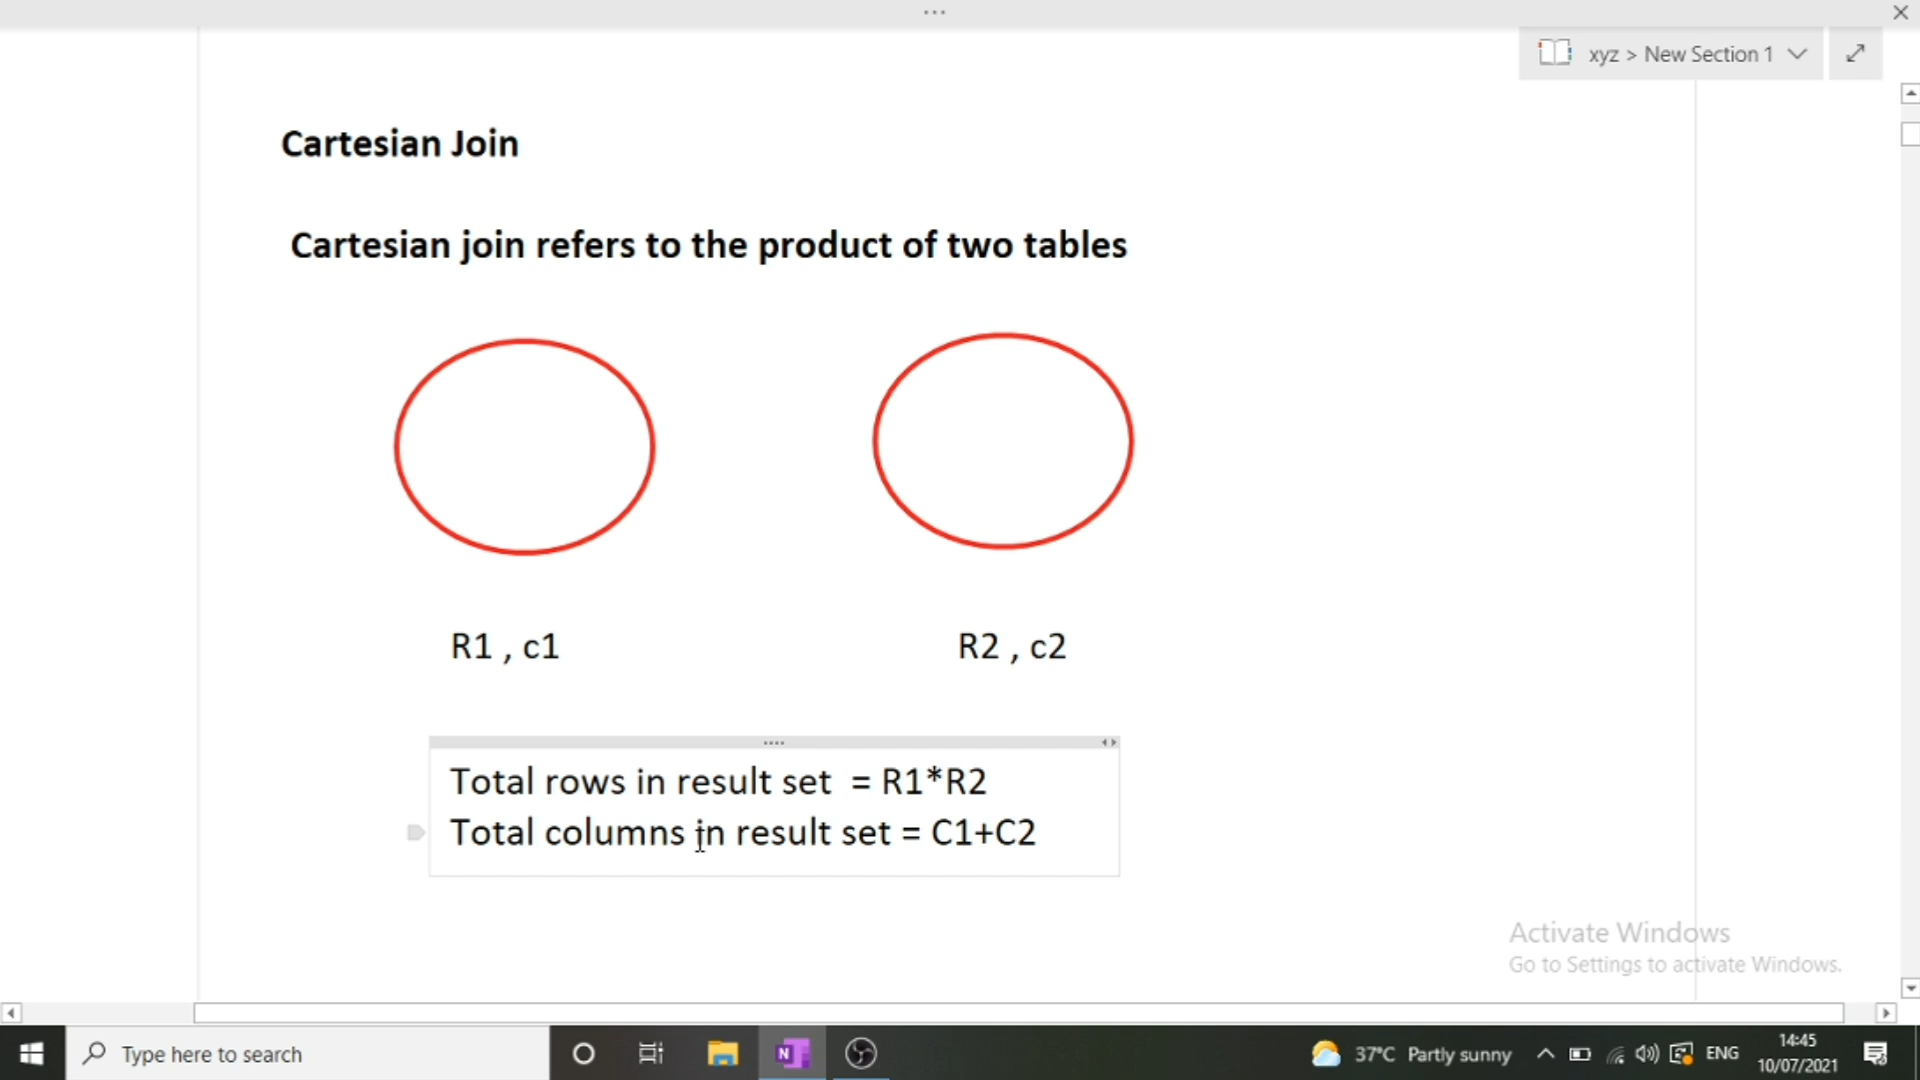 xyz > New Section 1
Cartesian Join
Cartesian join refers to the product of two tables
R1 , c1
R2 , c2
Total rows in result set = R1*R2
Total columns in result set = C1+C2
Activate Windows
Go to Settings to activate Windows.
Type here to search
N
37°C Partly sunny
ENG
14:45
10/07/2021